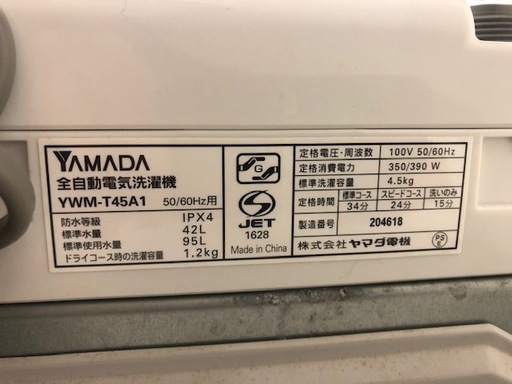 YAMADA
全自動電気洗濯機
YWM-T45A1 50/60Hz用
防水等級 IPX4
標準水量 42L
標準使用水量 95L
ドライコース時の洗濯容量 1.2kg
G
S
JET
1628
Made in China
定格電圧・周波数 100V 50/60Hz
定格消費電力 350/390 W
標準洗濯容量 4.5kg
定格時間 標準コース スピードコース 洗いのみ
34分 24分 15分
製造番号 204618
株式会社ヤマダ電機
PS
E